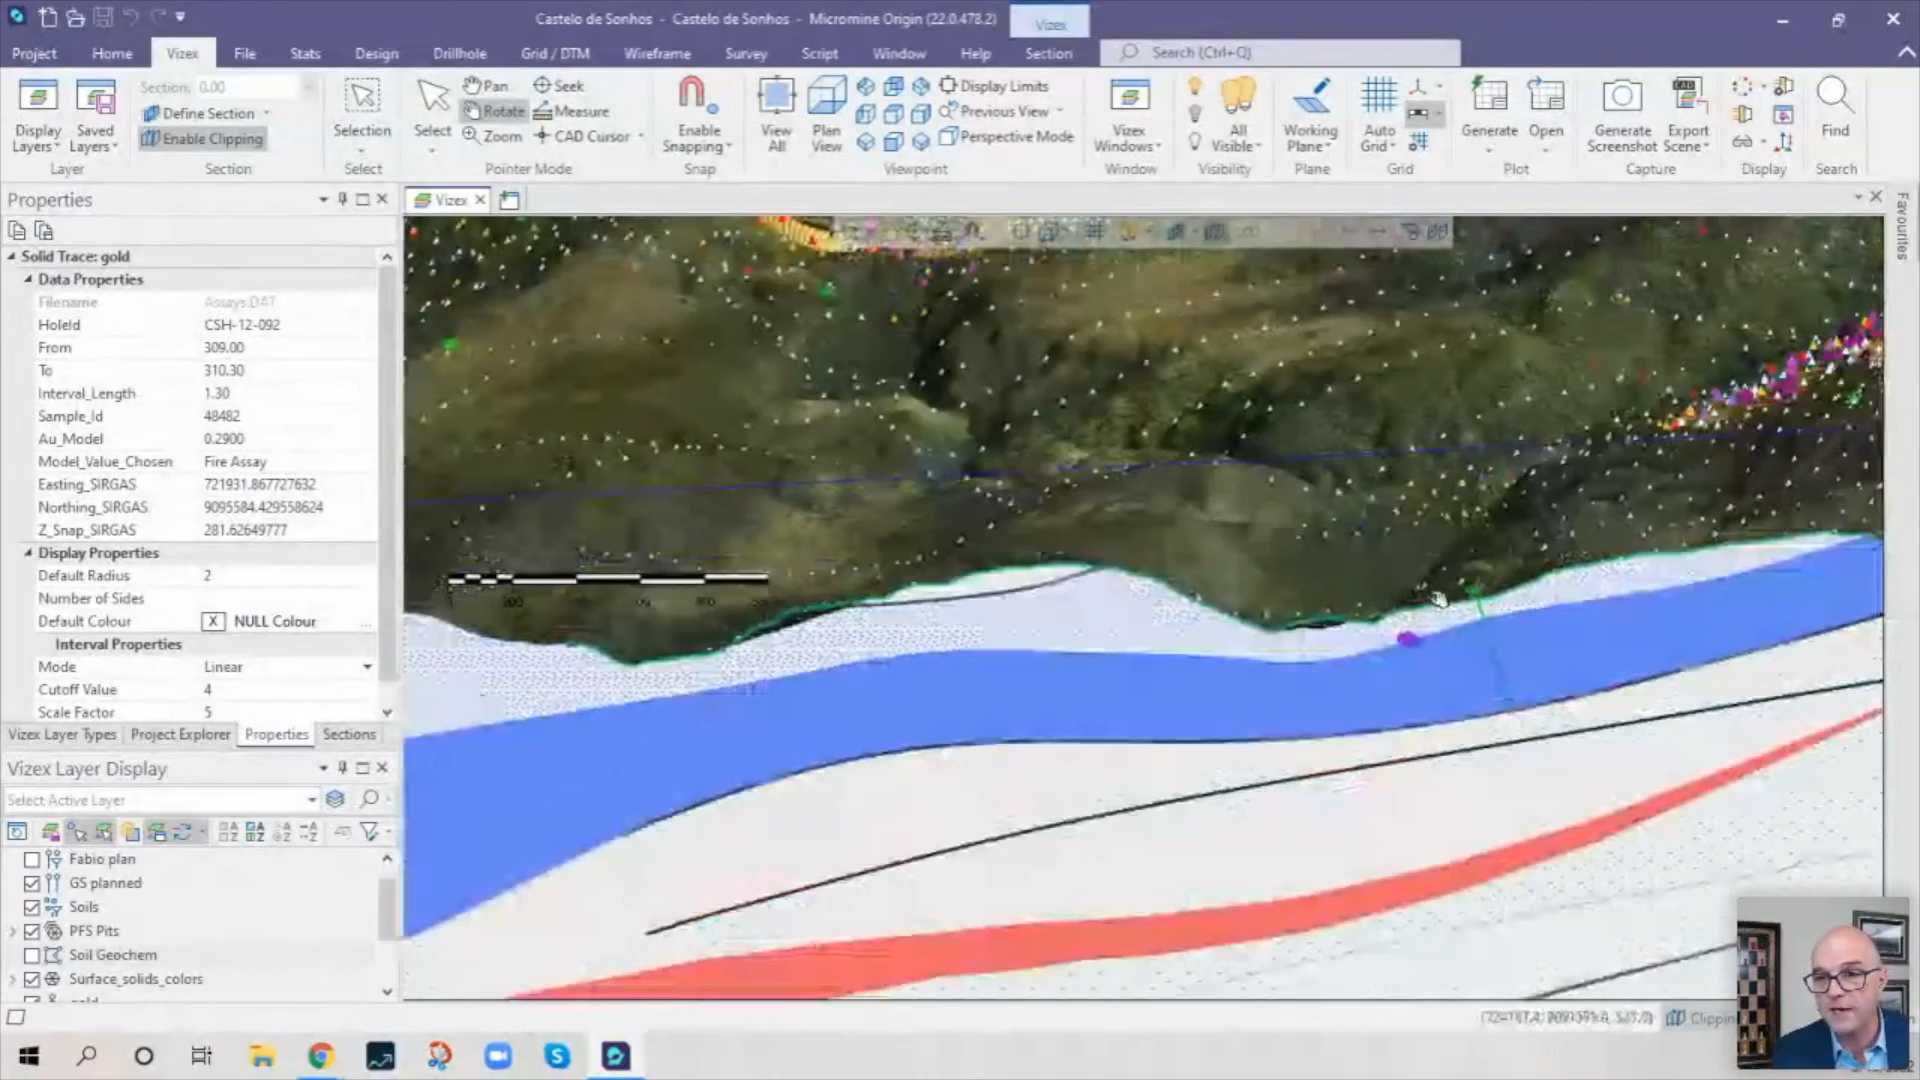 Castelo de Sonhos - Castelo de Sonhos - Micromine Origin (22.0.478.2)
Vizex
Project Home Vizex File Stats Design Drillhole Grid / DTM Wireframe Survey Script Window Help Section
Search (Ctrl+Q)
Display Layers
Saved Layers
Layer
Section: 0.00
Define Section
Enable Clipping
Section
Selection
Select
Select
Pan
Rotate
Zoom
Seek
Measure
CAD Cursor
Pointer Mode
Enable Snapping
Snap
View All
Plan View
Display Limits
Previous View
Perspective Mode
Viewpoint
Vizex Windows
Window
All Visible
Visibility
Working Plane
Plane
Auto Grid
Grid
Generate
Open
Plot
Generate Screenshot
Export Scene
Capture
Display
Find
Search
Properties
Vizex
Favourites
Solid Trace: gold
Data Properties
Filename Assays.DAT
HoleId CSH-12-092
From 309.00
To 310.30
Interval_Length 1.30
Sample_Id 48482
Au_Model 0.2900
Model_Value_Chosen Fire Assay
Easting_SIRGAS 721931.867727632
Northing_SIRGAS 9095584.429558624
Z_Snap_SIRGAS 281.62649777
Display Properties
Default Radius 2
Number of Sides
Default Colour X NULL Colour ...
Interval Properties
Mode Linear
Cutoff Value 4
Scale Factor 5
Vizex Layer Types Project Explorer Properties Sections
Vizex Layer Display
Select Active Layer
Fabio plan
GS planned
Soils
PFS Pits
Soil Geochem
Surface_solids_colors